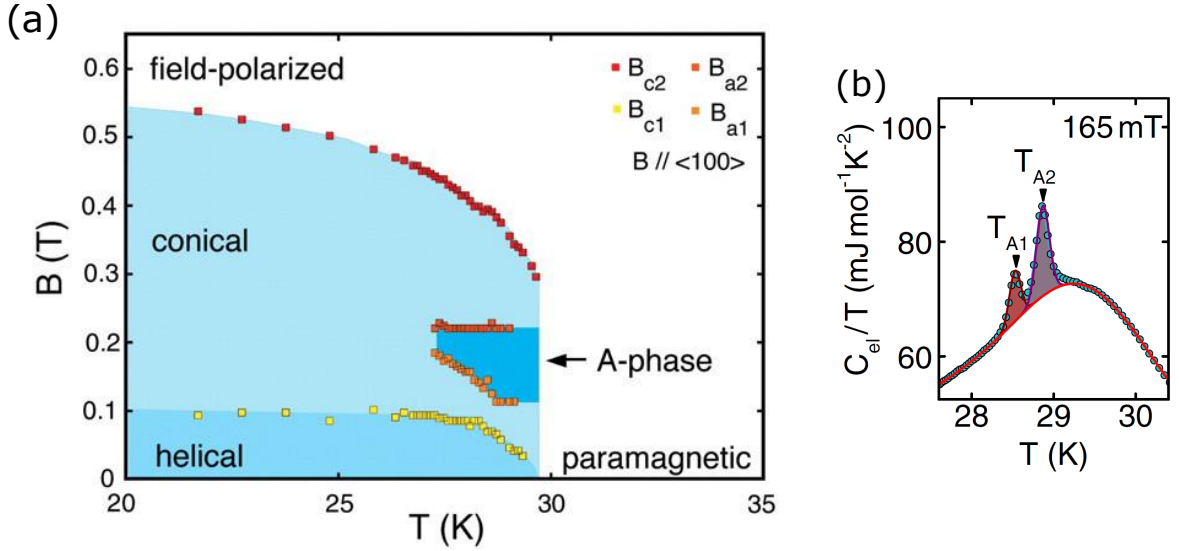 (a)
B (T)
0.6
0.5
0.4
0.3
0.2
0.1
0
field-polarized
B_c2 B_a2
B_c1 B_a1
B // <100>
conical
A-phase
helical
paramagnetic
20 25 30 35
T (K)
(b)
C_el/T (mJ mol^-1 K^-2)
100
80
60
165 mT
T_A2
T_A1
28 29 30
T (K)